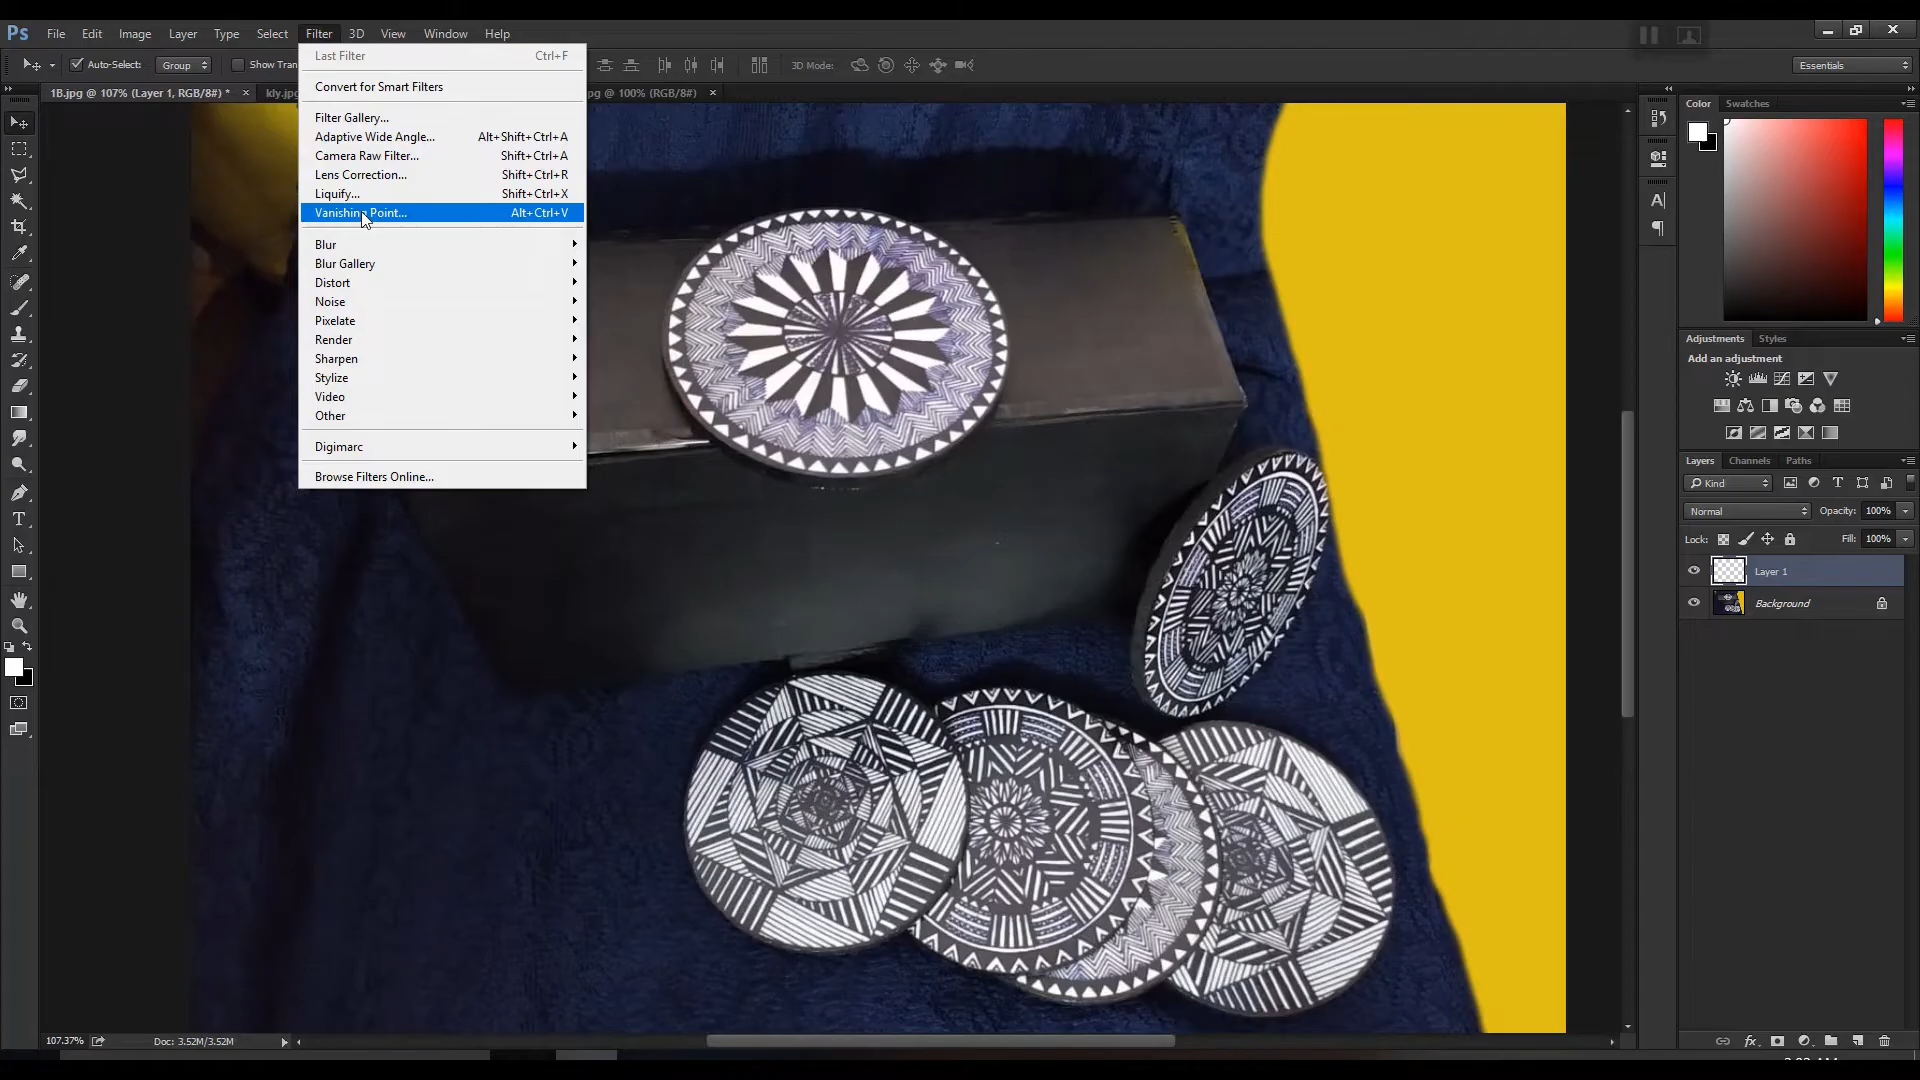 Ps File Edit Image Layer Type Select Filter 3D View Window Help
Auto-Select: Group Show Tran 3D Mode: Essentials
1B.jpg @ 107% (Layer 1, RGB/8#) * × kly.jpg pg @ 100% (RGB/8#) ×
Last Filter Ctrl+F
Convert for Smart Filters
Filter Gallery...
Adaptive Wide Angle... Alt+Shift+Ctrl+A
Camera Raw Filter... Shift+Ctrl+A
Lens Correction... Shift+Ctrl+R
Liquify... Shift+Ctrl+X
Vanishing Point... Alt+Ctrl+V
Blur
Blur Gallery
Distort
Noise
Pixelate
Render
Sharpen
Stylize
Video
Other
Digimarc
Browse Filters Online...
Color Swatches
Adjustments Styles
Add an adjustment
Layers Channels Paths
Kind
Normal Opacity: 100%
Lock: Fill: 100%
Layer 1
Background
107.37% Doc: 3.52M/3.52M